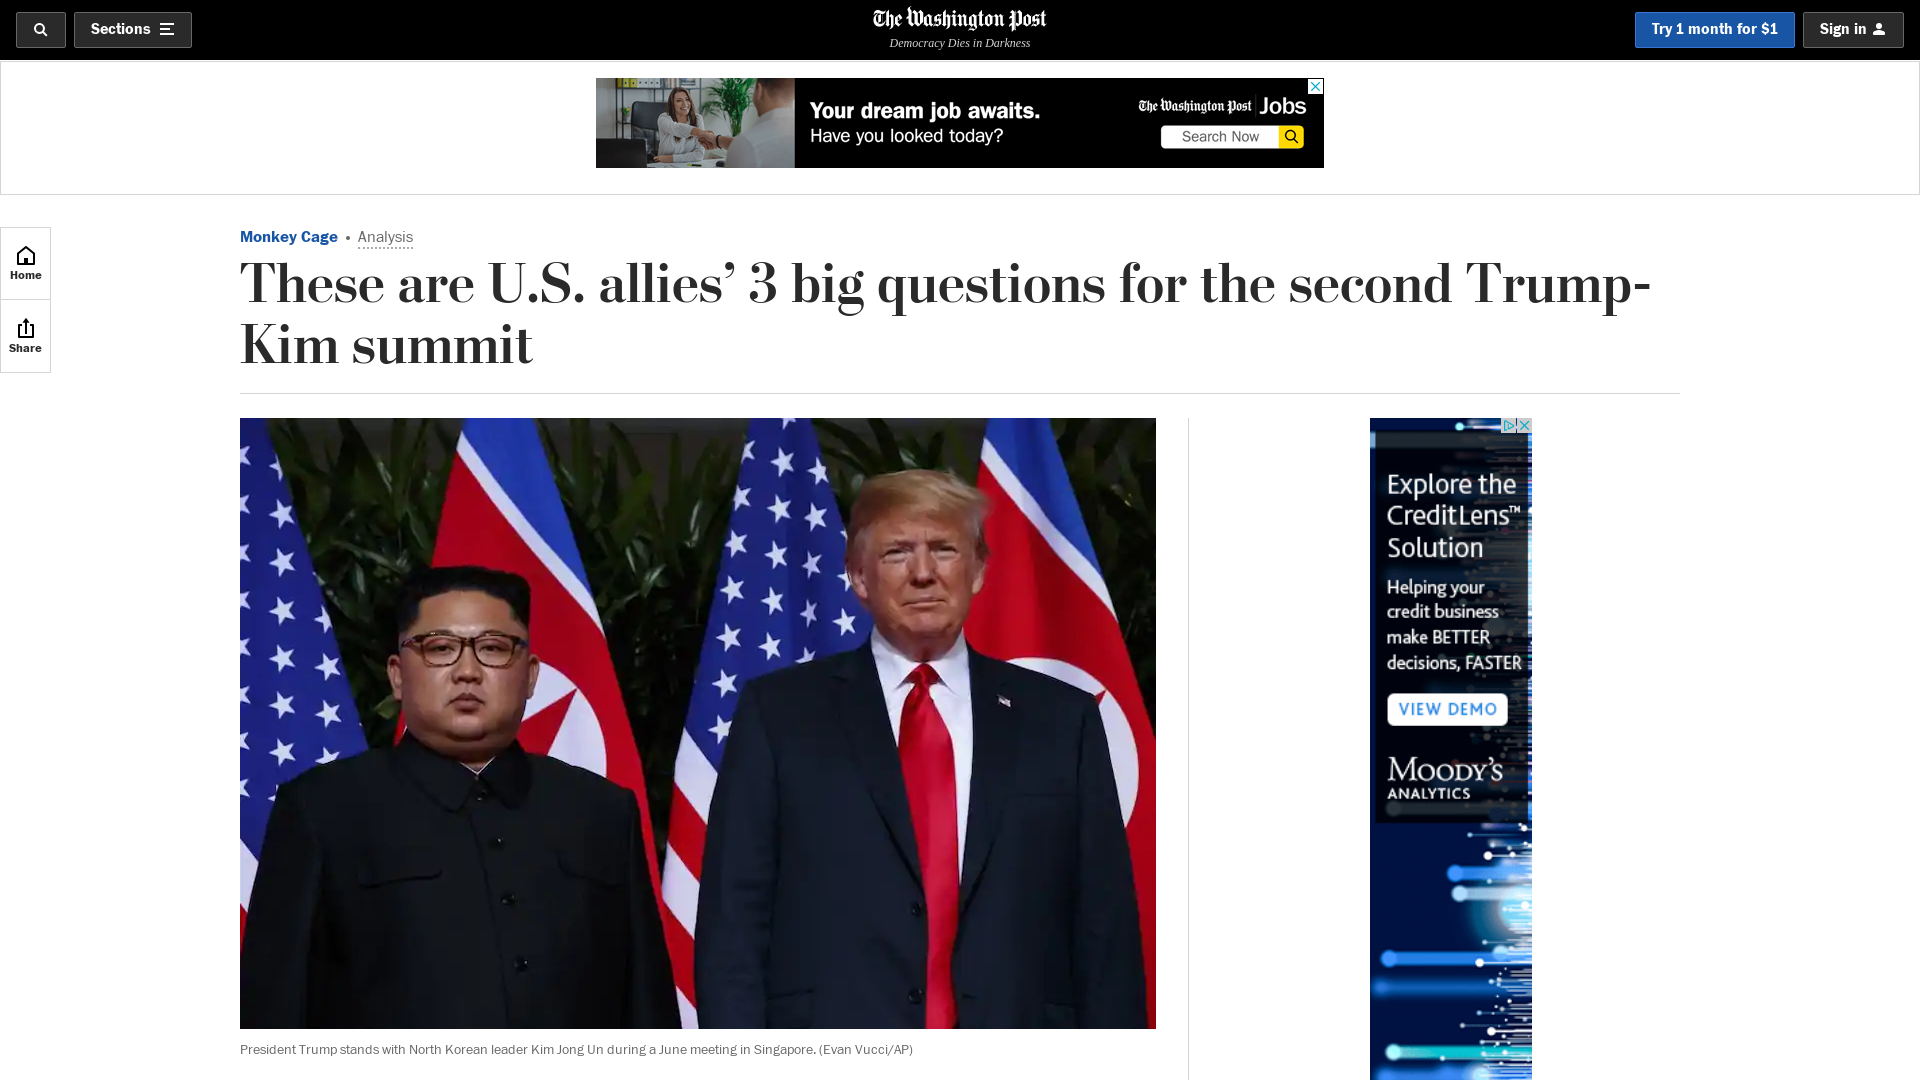 Sections
The Washington Post
Democracy Dies in Darkness
Try 1 month for $1
Sign in
Your dream job awaits.
Have you looked today?
The Washington Post Jobs
Search Now
Home
Share
Monkey Cage • Analysis
These are U.S. allies’ 3 big questions for the second Trump-
Kim summit
President Trump stands with North Korean leader Kim Jong Un during a June meeting in Singapore. (Evan Vucci/AP)
Explore the
CreditLens™
Solution
Helping your
credit business
make BETTER
decisions, FASTER
VIEW DEMO
MOODY'S
ANALYTICS